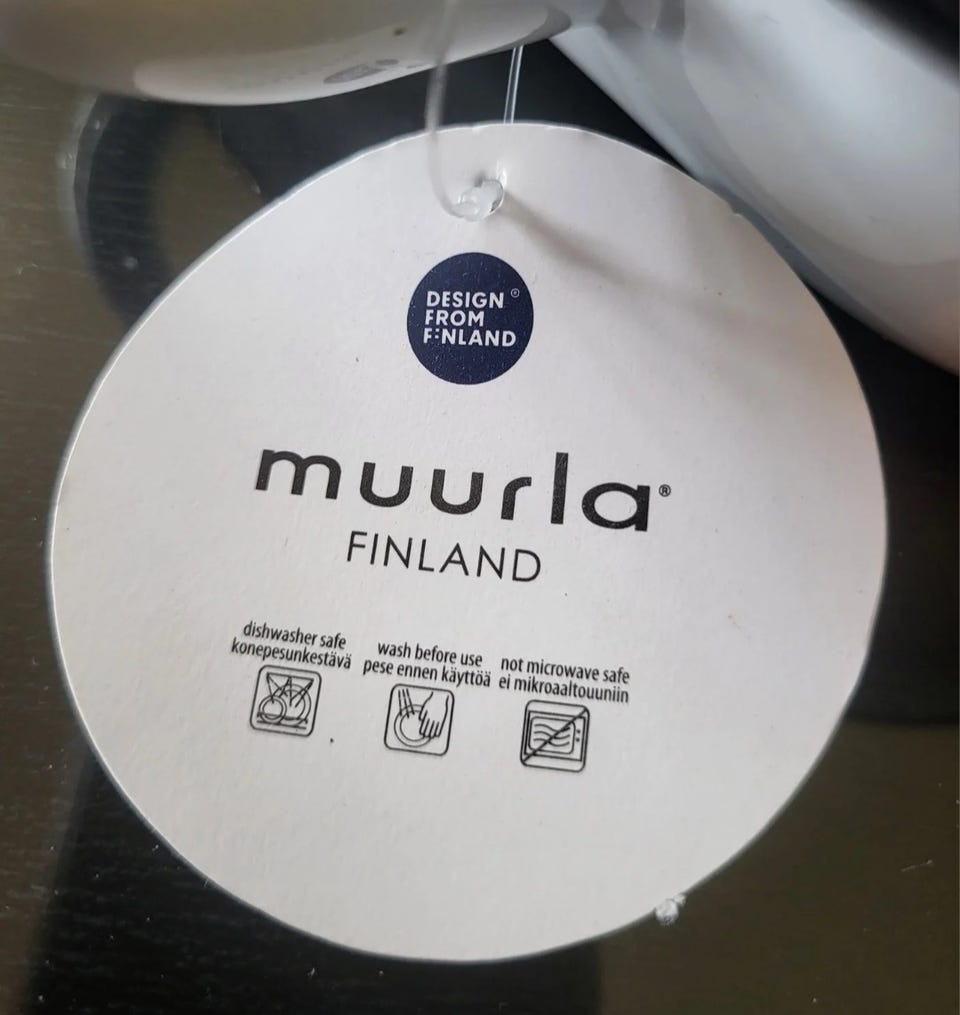 DESIGN®
FROM
FINLAND
muurla®
FINLAND
dishwasher safe
konepesunkestävä
wash before use
pese ennen käyttöä
not microwave safe
ei mikroaaltouuniin